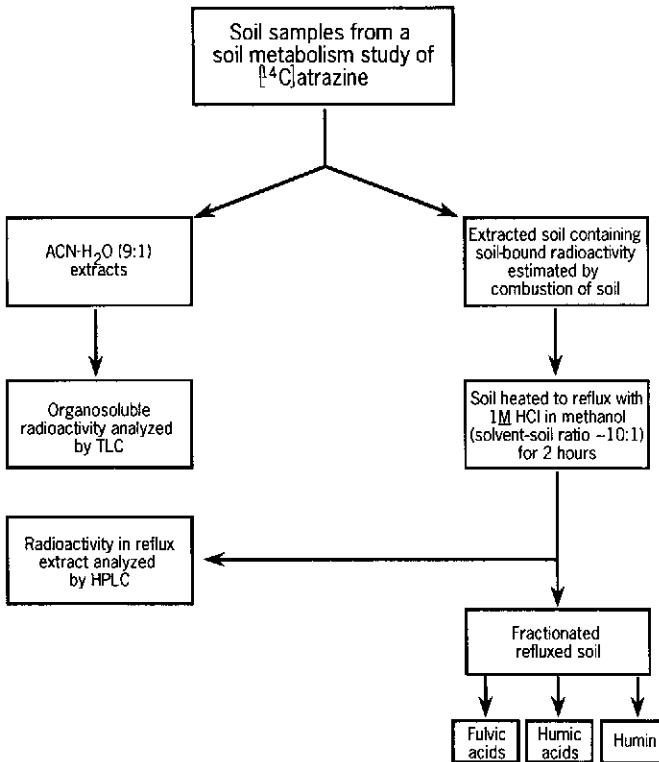 Soil samples from a
soil metabolism study of
[¹⁴C]atrazine
ACN-H₂O (9:1)
extracts
Extracted soil containing
soil-bound radioactivity
estimated by
combustion of soil
Organosoluble
radioactivity analyzed
by TLC
Soil heated to reflux with
1M HCl in methanol
(solvent-soil ratio ~10:1)
for 2 hours
Radioactivity in reflux
extract analyzed
by HPLC
Fractionated
refluxed soil
Fulvic
acids
Humic
acids
Humin